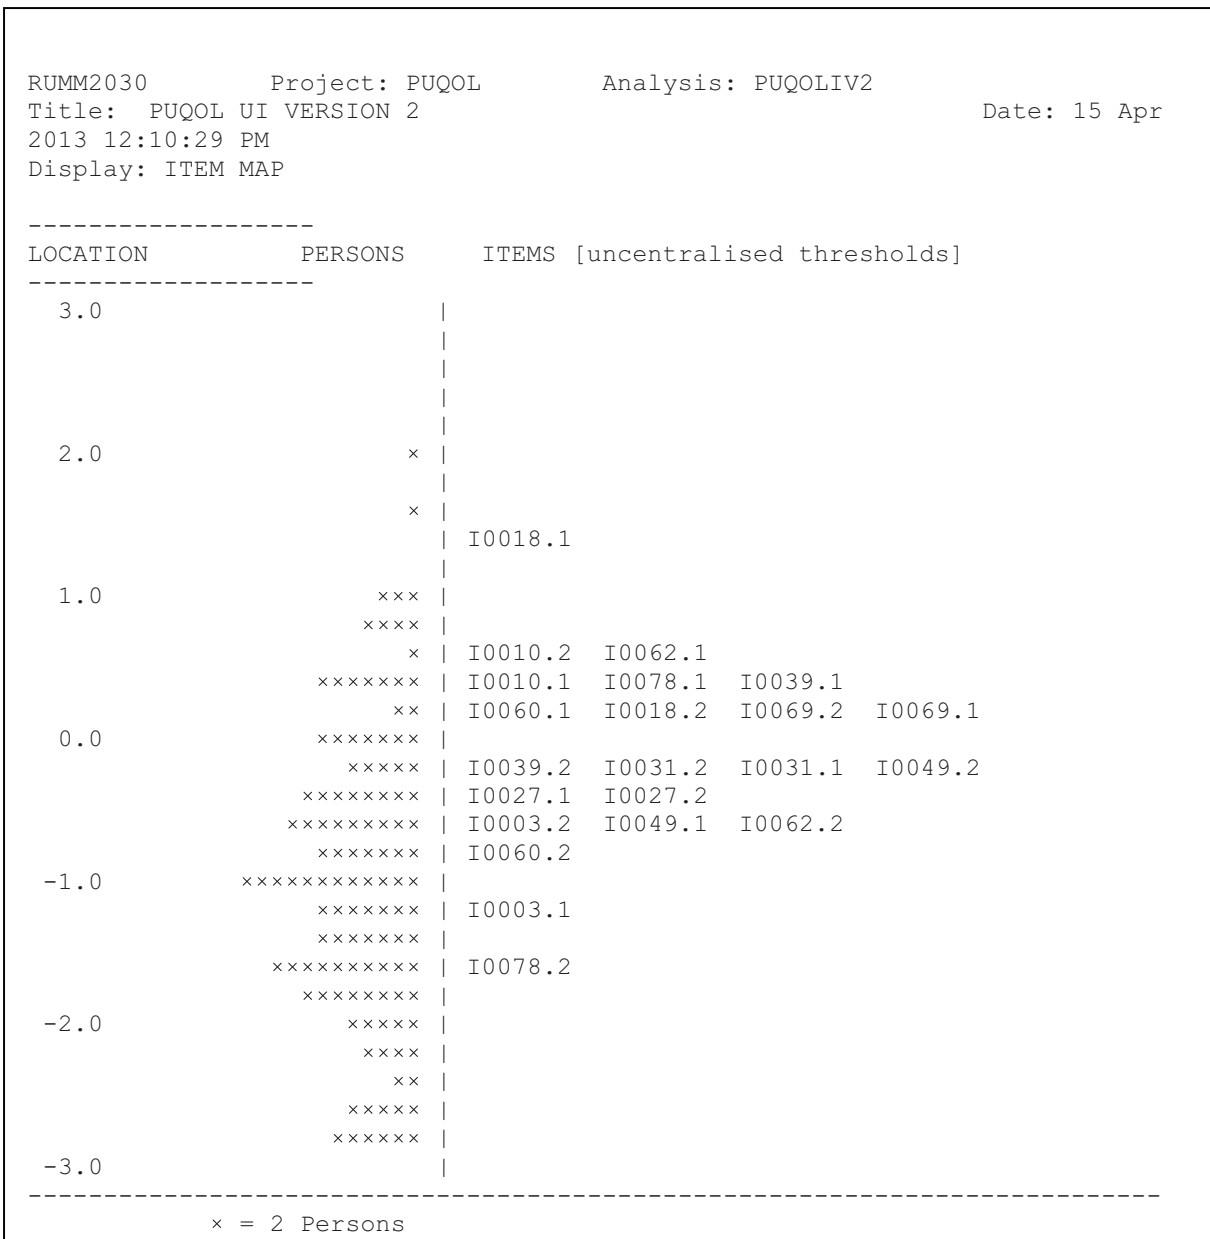 RUMM2030 Project: PUQOL Analysis: PUQOLIV2
Title: PUQOL UI VERSION 2 Date: 15 Apr
2013 12:10:29 PM
Display: ITEM MAP
-------------------
LOCATION PERSONS ITEMS [uncentralised thresholds]
-------------------
3.0 |
|
|
|
|
2.0 × |
|
× |
| I0018.1
|
1.0 ××× |
×××× |
× | I0010.2 I0062.1
××××××× | I0010.1 I0078.1 I0039.1
×× | I0060.1 I0018.2 I0069.2 I0069.1
0.0 ××××××× |
××××× | I0039.2 I0031.2 I0031.1 I0049.2
×××××××× | I0027.1 I0027.2
××××××××× | I0003.2 I0049.1 I0062.2
××××××× | I0060.2
-1.0 ×××××××××××× |
××××××× | I0003.1
××××××× |
×××××××××× | I0078.2
×××××××× |
-2.0 ××××× |
×××× |
×× |
××××× |
×××××× |
-3.0 |
---------------------------------------------------------------------------
× = 2 Persons